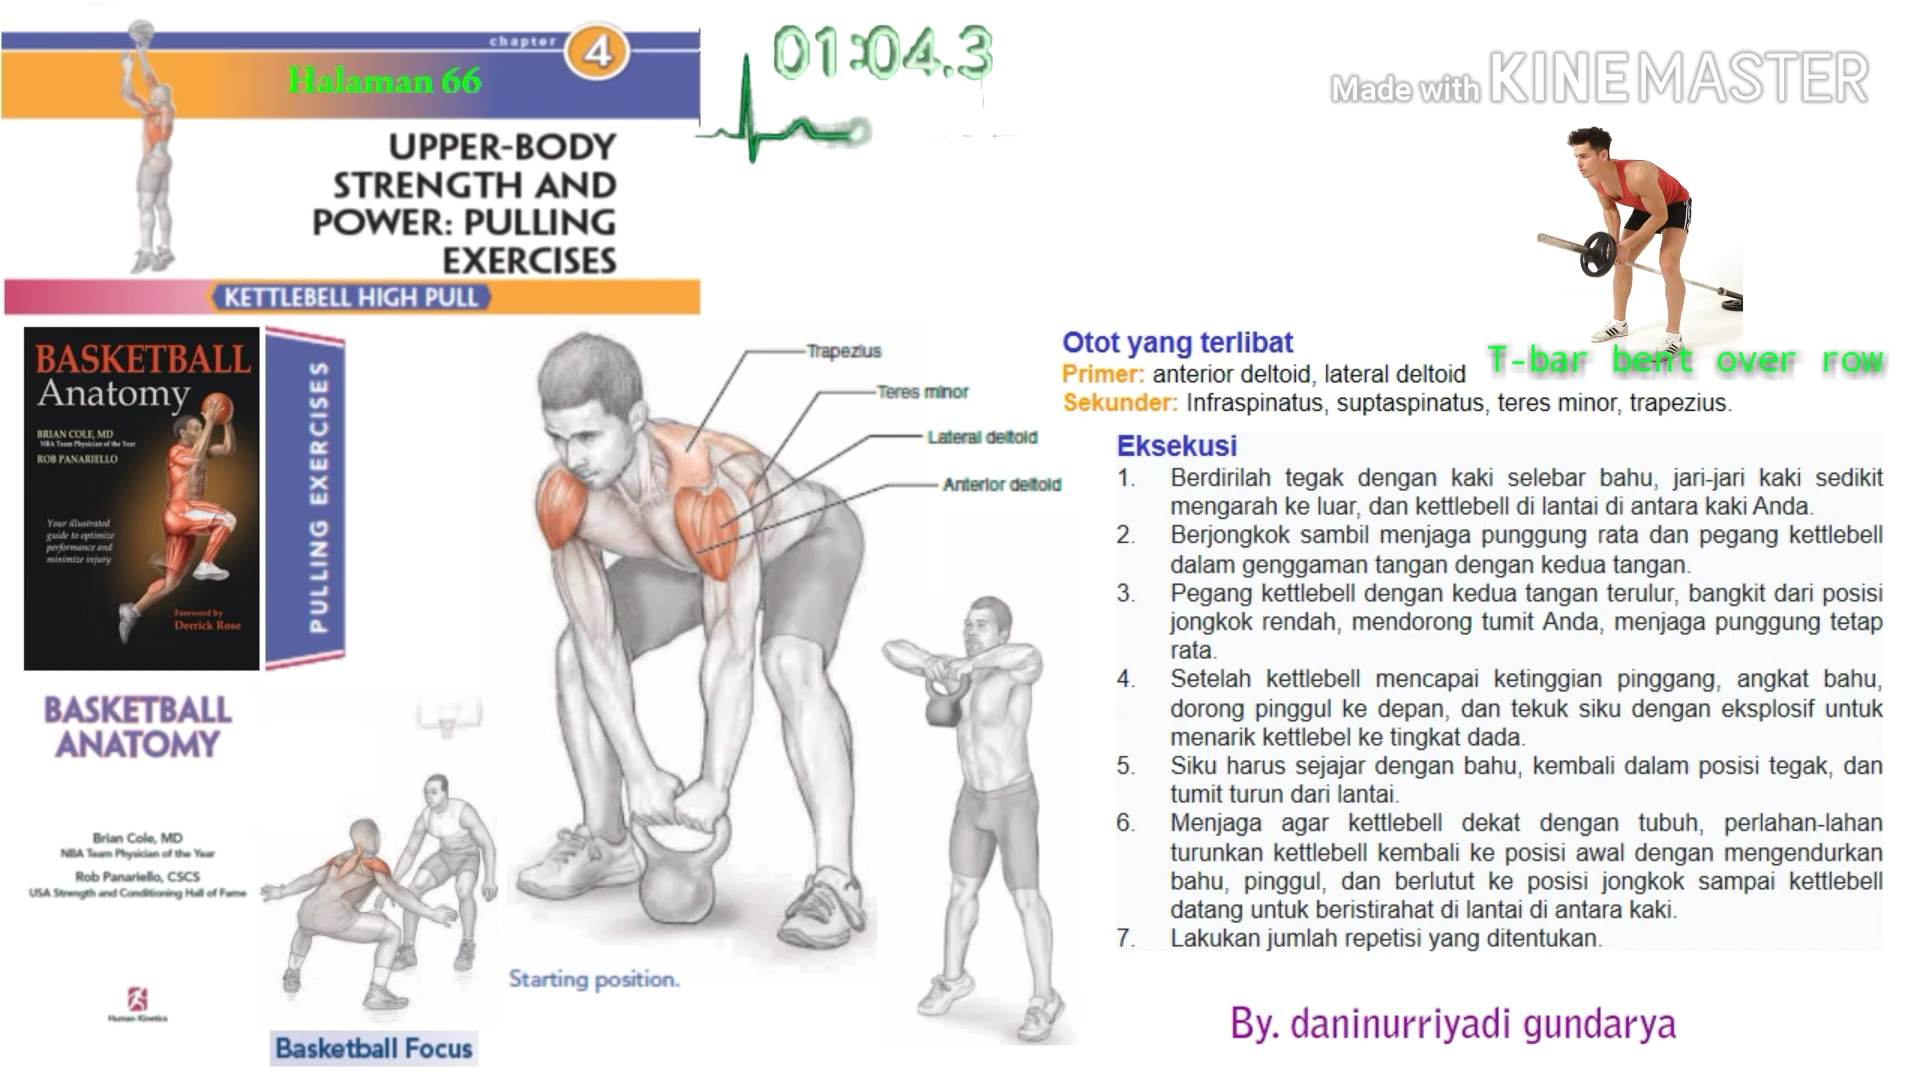 chapter 4
Halaman 66
UPPER-BODY
STRENGTH AND
POWER: PULLING
EXERCISES
KETTLEBELL HIGH PULL
01:04.3
Made with KINEMASTER
T-bar bent over row
BASKETBALL
Anatomy
BRIAN COLE, MD
NBA Team Physician of the Year
ROB PANARIELLO
Your illustrated
guide to optimize
performance and
minimize injury
Foreword by
Derrick Rose
PULLING EXERCISES
BASKETBALL
ANATOMY
Brian Cole, MD
NBA Team Physician of the Year
Rob Panariello, CSCS
USA Strength and Conditioning Hall of Fame
Human Kinetics
Basketball Focus
Trapezius
Teres minor
Lateral deltoid
Anterior deltoid
Starting position.
Otot yang terlibat
Primer: anterior deltoid, lateral deltoid
Sekunder: Infraspinatus, suptaspinatus, teres minor, trapezius.
Eksekusi
1. Berdirilah tegak dengan kaki selebar bahu, jari-jari kaki sedikit
mengarah ke luar, dan kettlebell di lantai di antara kaki Anda.
2. Berjongkok sambil menjaga punggung rata dan pegang kettlebell
dalam genggaman tangan dengan kedua tangan.
3. Pegang kettlebell dengan kedua tangan terulur, bangkit dari posisi
jongkok rendah, mendorong tumit Anda, menjaga punggung tetap
rata.
4. Setelah kettlebell mencapai ketinggian pinggang, angkat bahu,
dorong pinggul ke depan, dan tekuk siku dengan eksplosif untuk
menarik kettlebel ke tingkat dada.
5. Siku harus sejajar dengan bahu, kembali dalam posisi tegak, dan
tumit turun dari lantai.
6. Menjaga agar kettlebell dekat dengan tubuh, perlahan-lahan
turunkan kettlebell kembali ke posisi awal dengan mengendurkan
bahu, pinggul, dan berlutut ke posisi jongkok sampai kettlebell
datang untuk beristirahat di lantai di antara kaki.
7. Lakukan jumlah repetisi yang ditentukan.
By. daninurriyadi gundarya